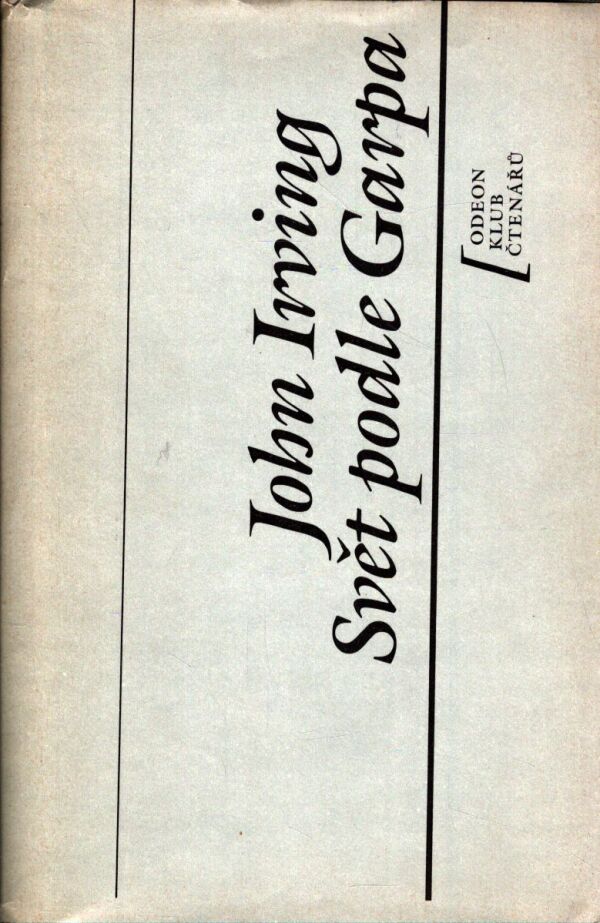 John Irving
Svět podle Garpa
ODEON
KLUB
ČTENÁŘŮ